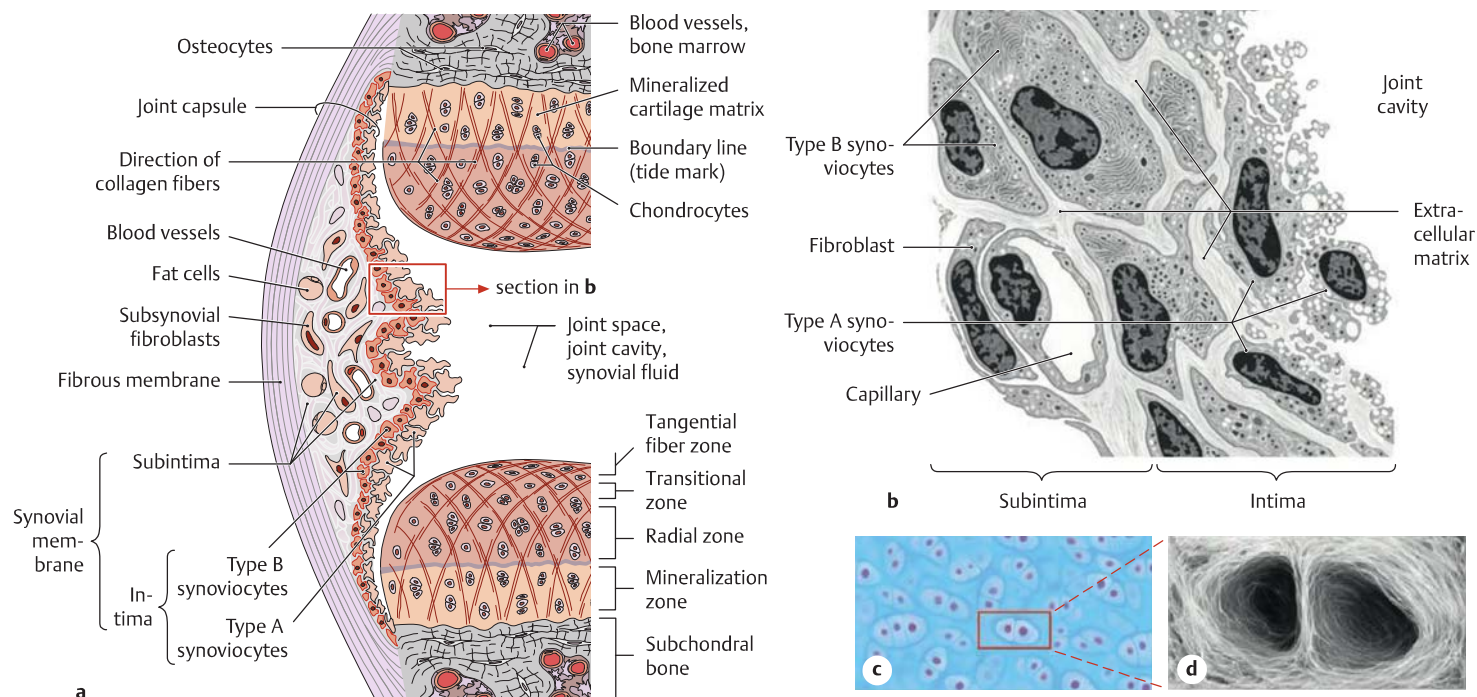 Osteocytes
Joint capsule
Direction of
collagen fibers
Blood vessels
Fat cells
Subsynovial
fibroblasts
Fibrous membrane
Subintima
Synovial
mem-
brane
In-
tima
Type B
synoviocytes
Type A
synoviocytes
a
Blood vessels,
bone marrow
Mineralized
cartilage matrix
Boundary line
(tide mark)
Chondrocytes
section in b
Joint space,
joint cavity,
synovial fluid
Tangential
fiber zone
Transitional
zone
Radial zone
Mineralization
zone
Subchondral
bone
Type B syno-
viocytes
Fibroblast
Type A syno-
viocytes
Capillary
Joint
cavity
Extra-
cellular
matrix
b
Subintima
Intima
c
d